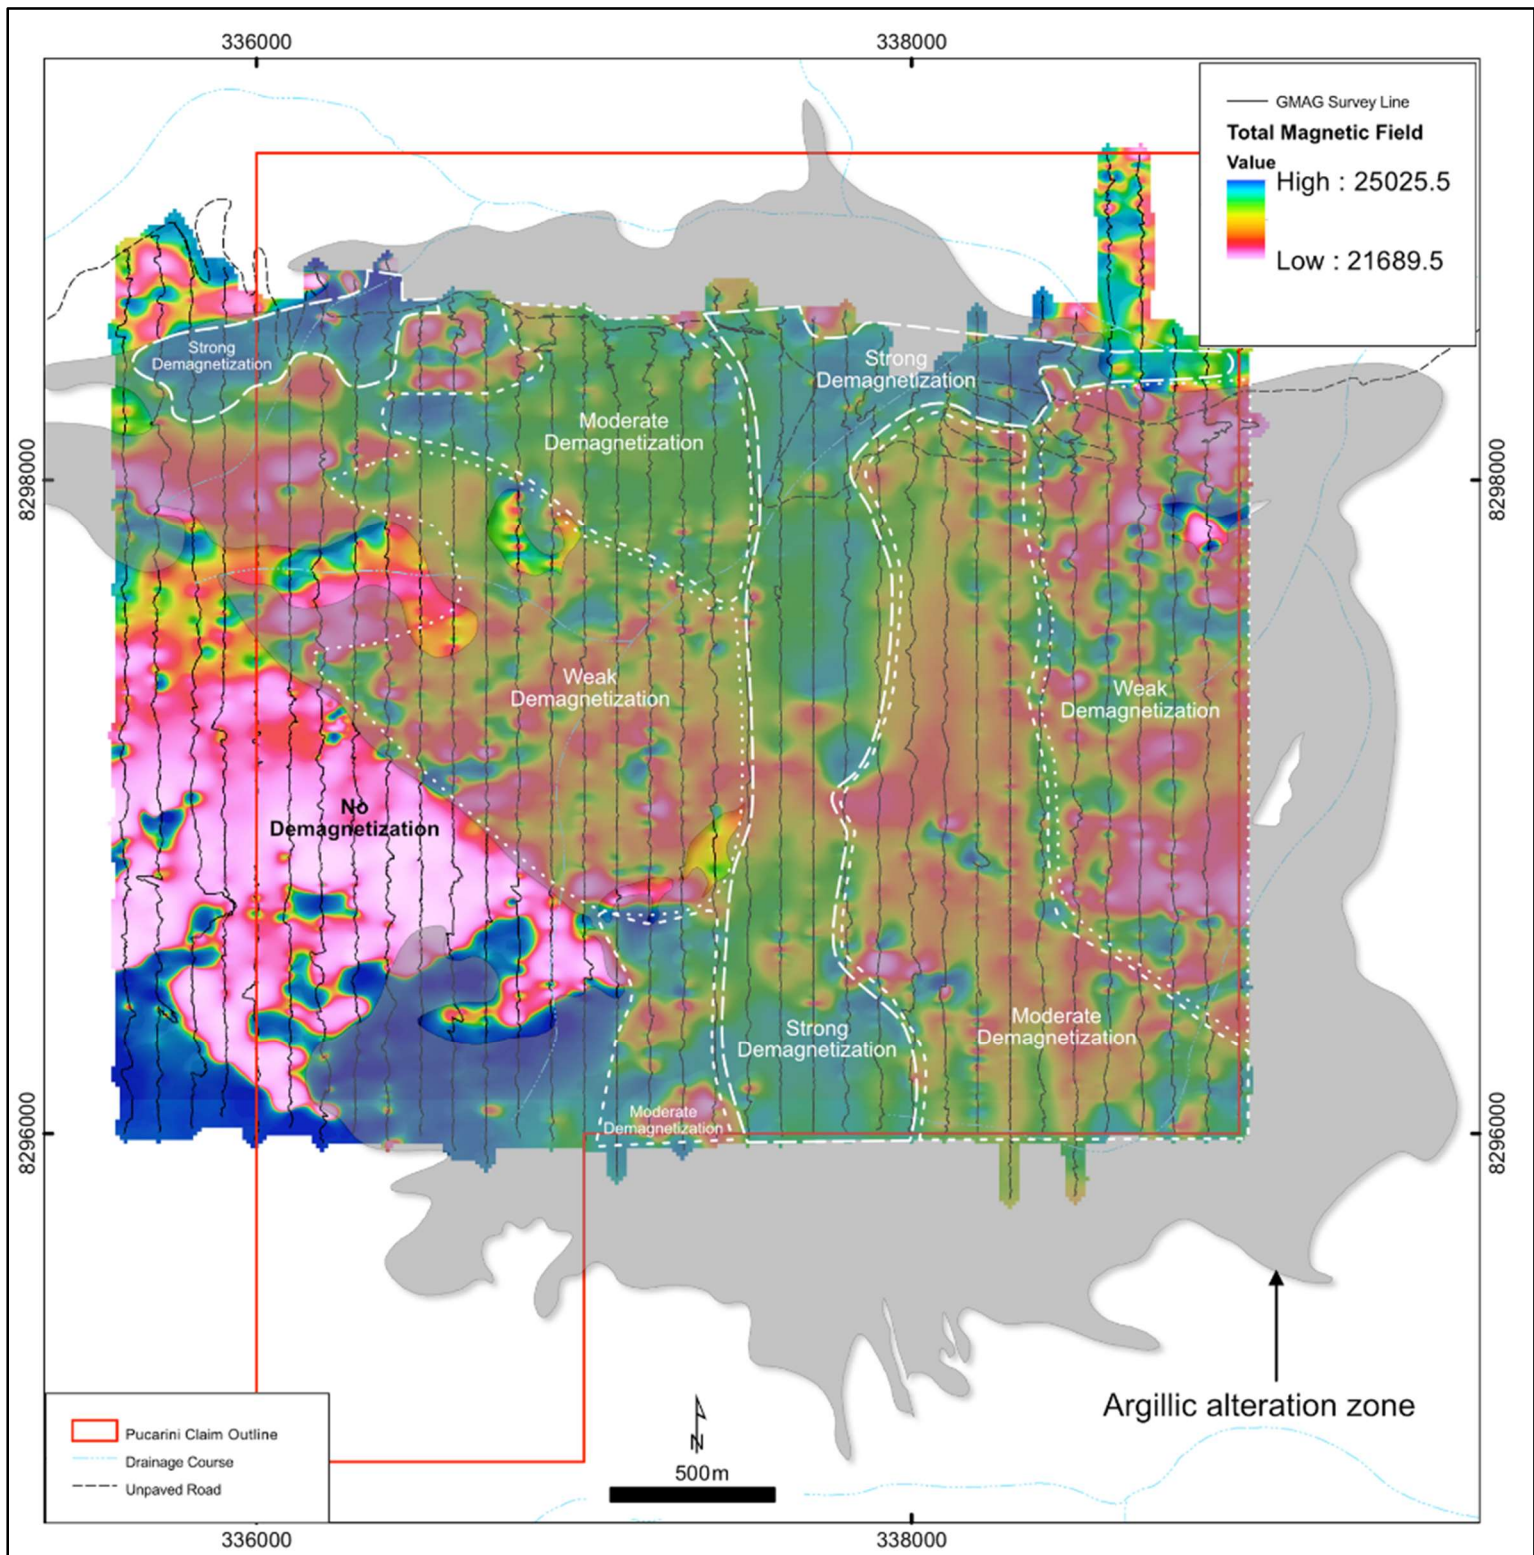 336000
338000
GMAG Survey Line
Total Magnetic Field
Value
High : 25025.5
Low : 21689.5
Strong
Demagnetization
Strong
Demagnetization
Moderate
Demagnetization
8298000
8298000
Weak
Demagnetization
Weak
Demagnetization
No
Demagnetization
Strong
Demagnetization
Moderate
Demagnetization
Moderate
Demagnetization
8296000
8296000
Argillic alteration zone
Pucarini Claim Outline
Drainage Course
Unpaved Road
N
500m
336000
338000